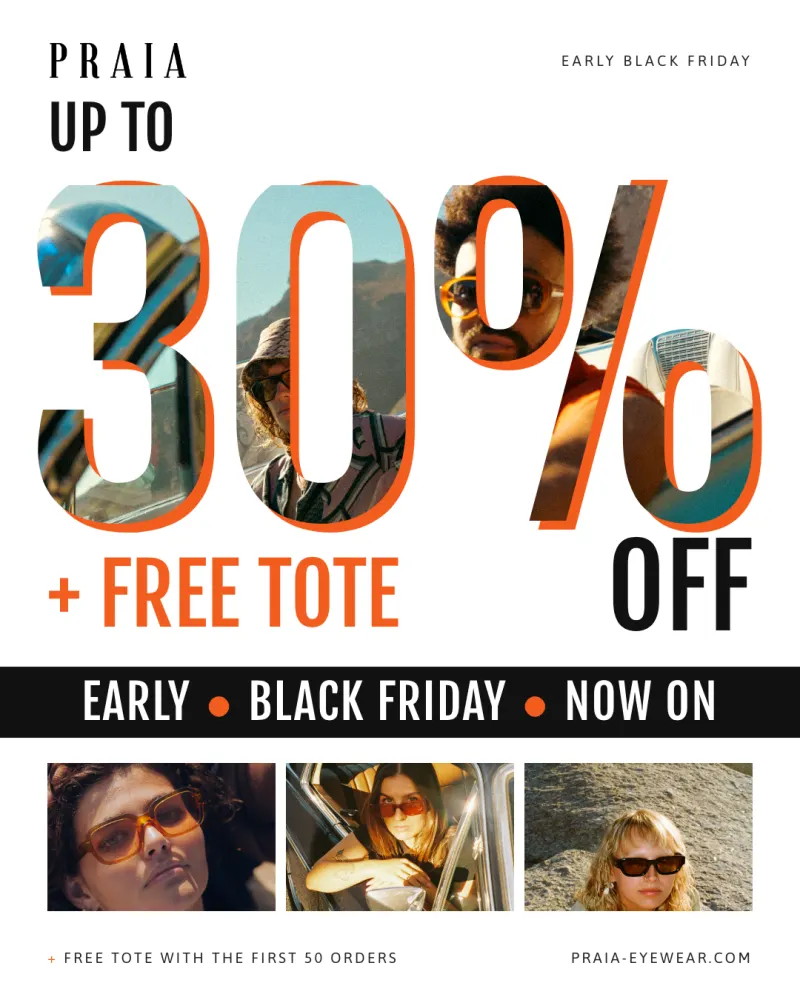 PRAIA
EARLY BLACK FRIDAY
UP TO
30%
+ FREE TOTE
OFF
EARLY • BLACK FRIDAY • NOW ON
+ FREE TOTE WITH THE FIRST 50 ORDERS
PRAIA-EYEWEAR.COM